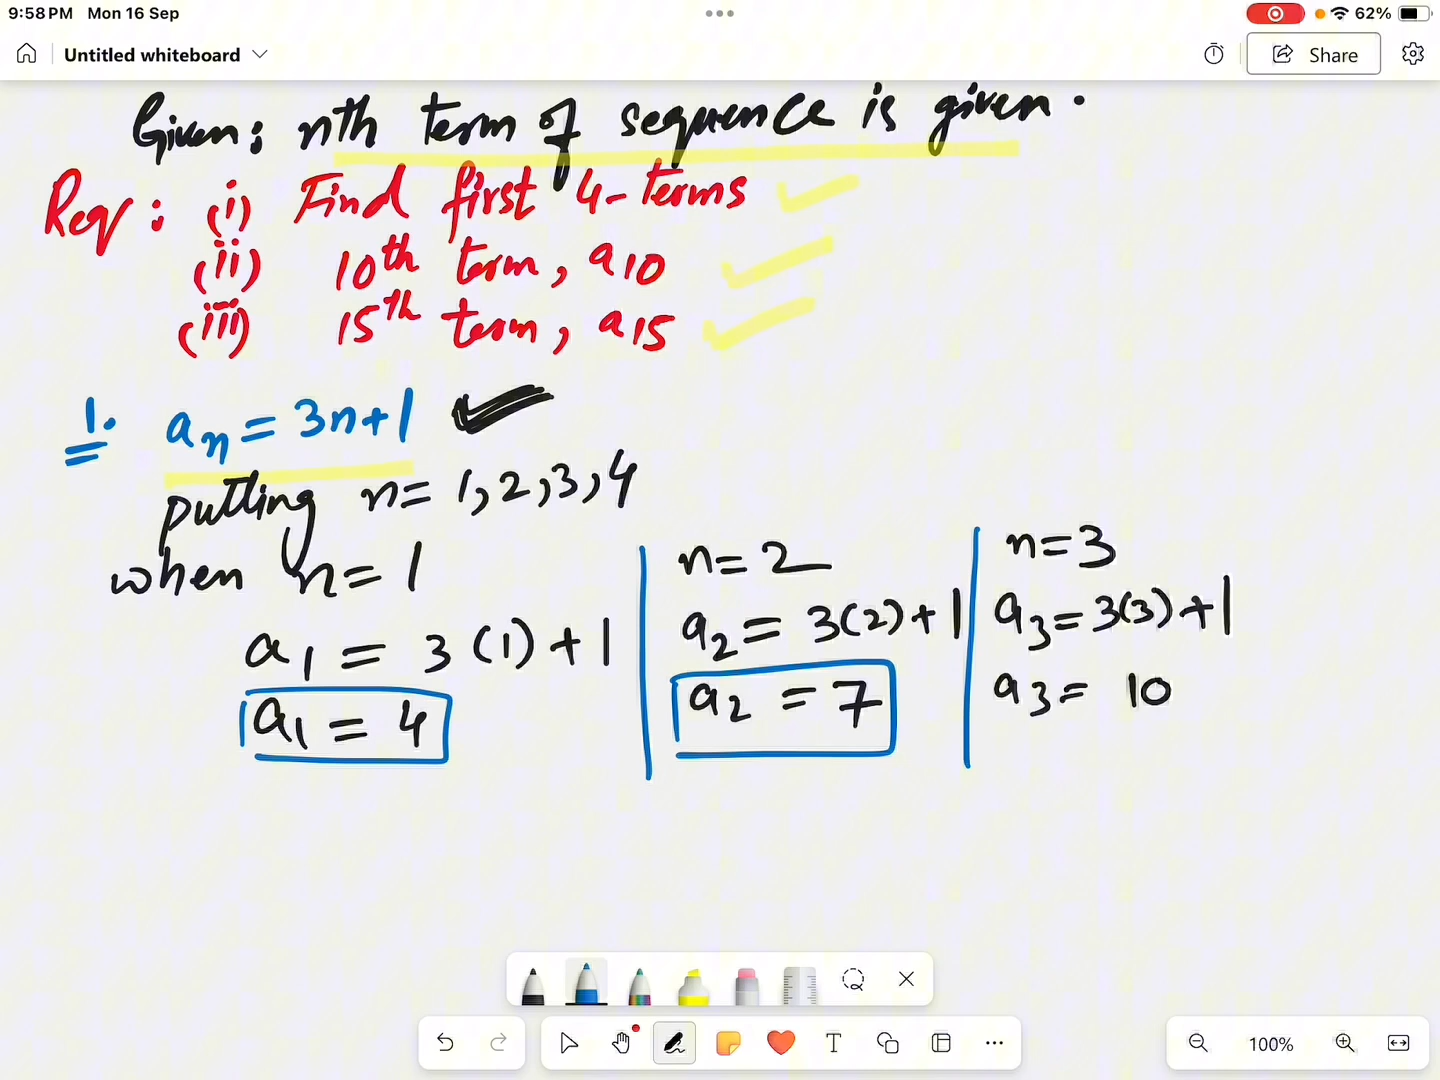 9:58 PM Mon 16 Sep
62%
Untitled whiteboard
Share
Given: nth term of sequence is given.
Req: (i) Find first 4-terms
(ii) 10th term, a10
(iii) 15th term, a15
1. an = 3n+1
putting n= 1,2,3,4
when n= 1
a1 = 3(1)+1
a1 = 4
n=2
a2 = 3(2)+1
a2 = 7
n=3
a3=3(3)+1
a3= 10
T
100%